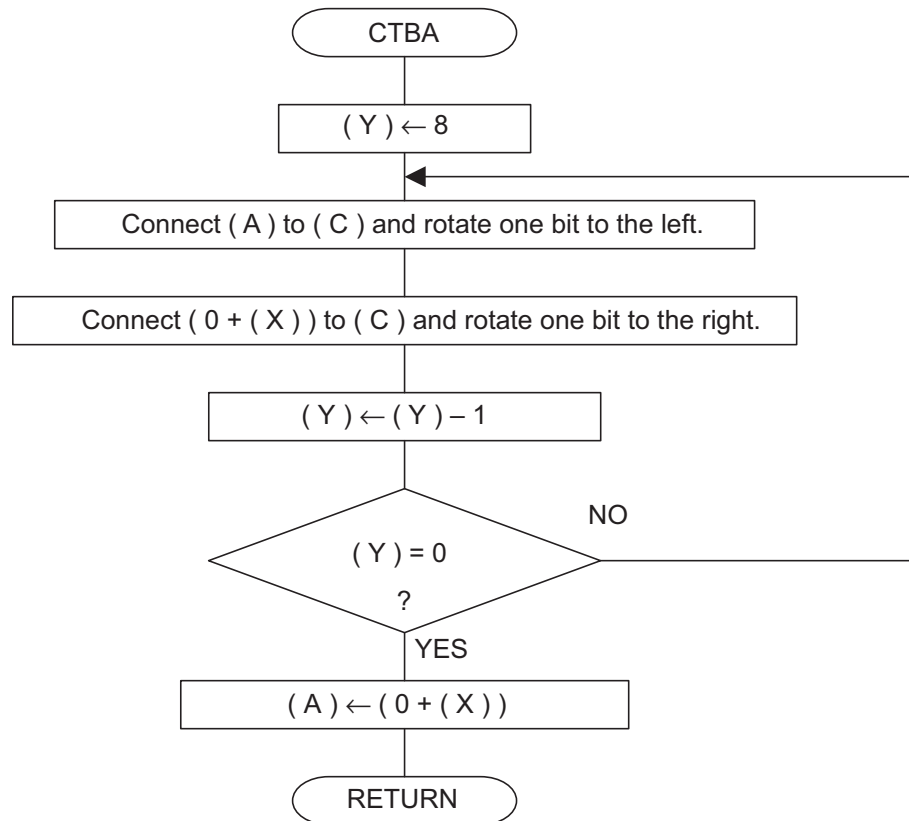 CTBA
( Y ) ← 8
Connect ( A ) to ( C ) and rotate one bit to the left.
Connect ( 0 + ( X ) ) to ( C ) and rotate one bit to the right.
( Y ) ← ( Y ) – 1
NO
( Y ) = 0
?
YES
( A ) ← ( 0 + ( X ) )
RETURN